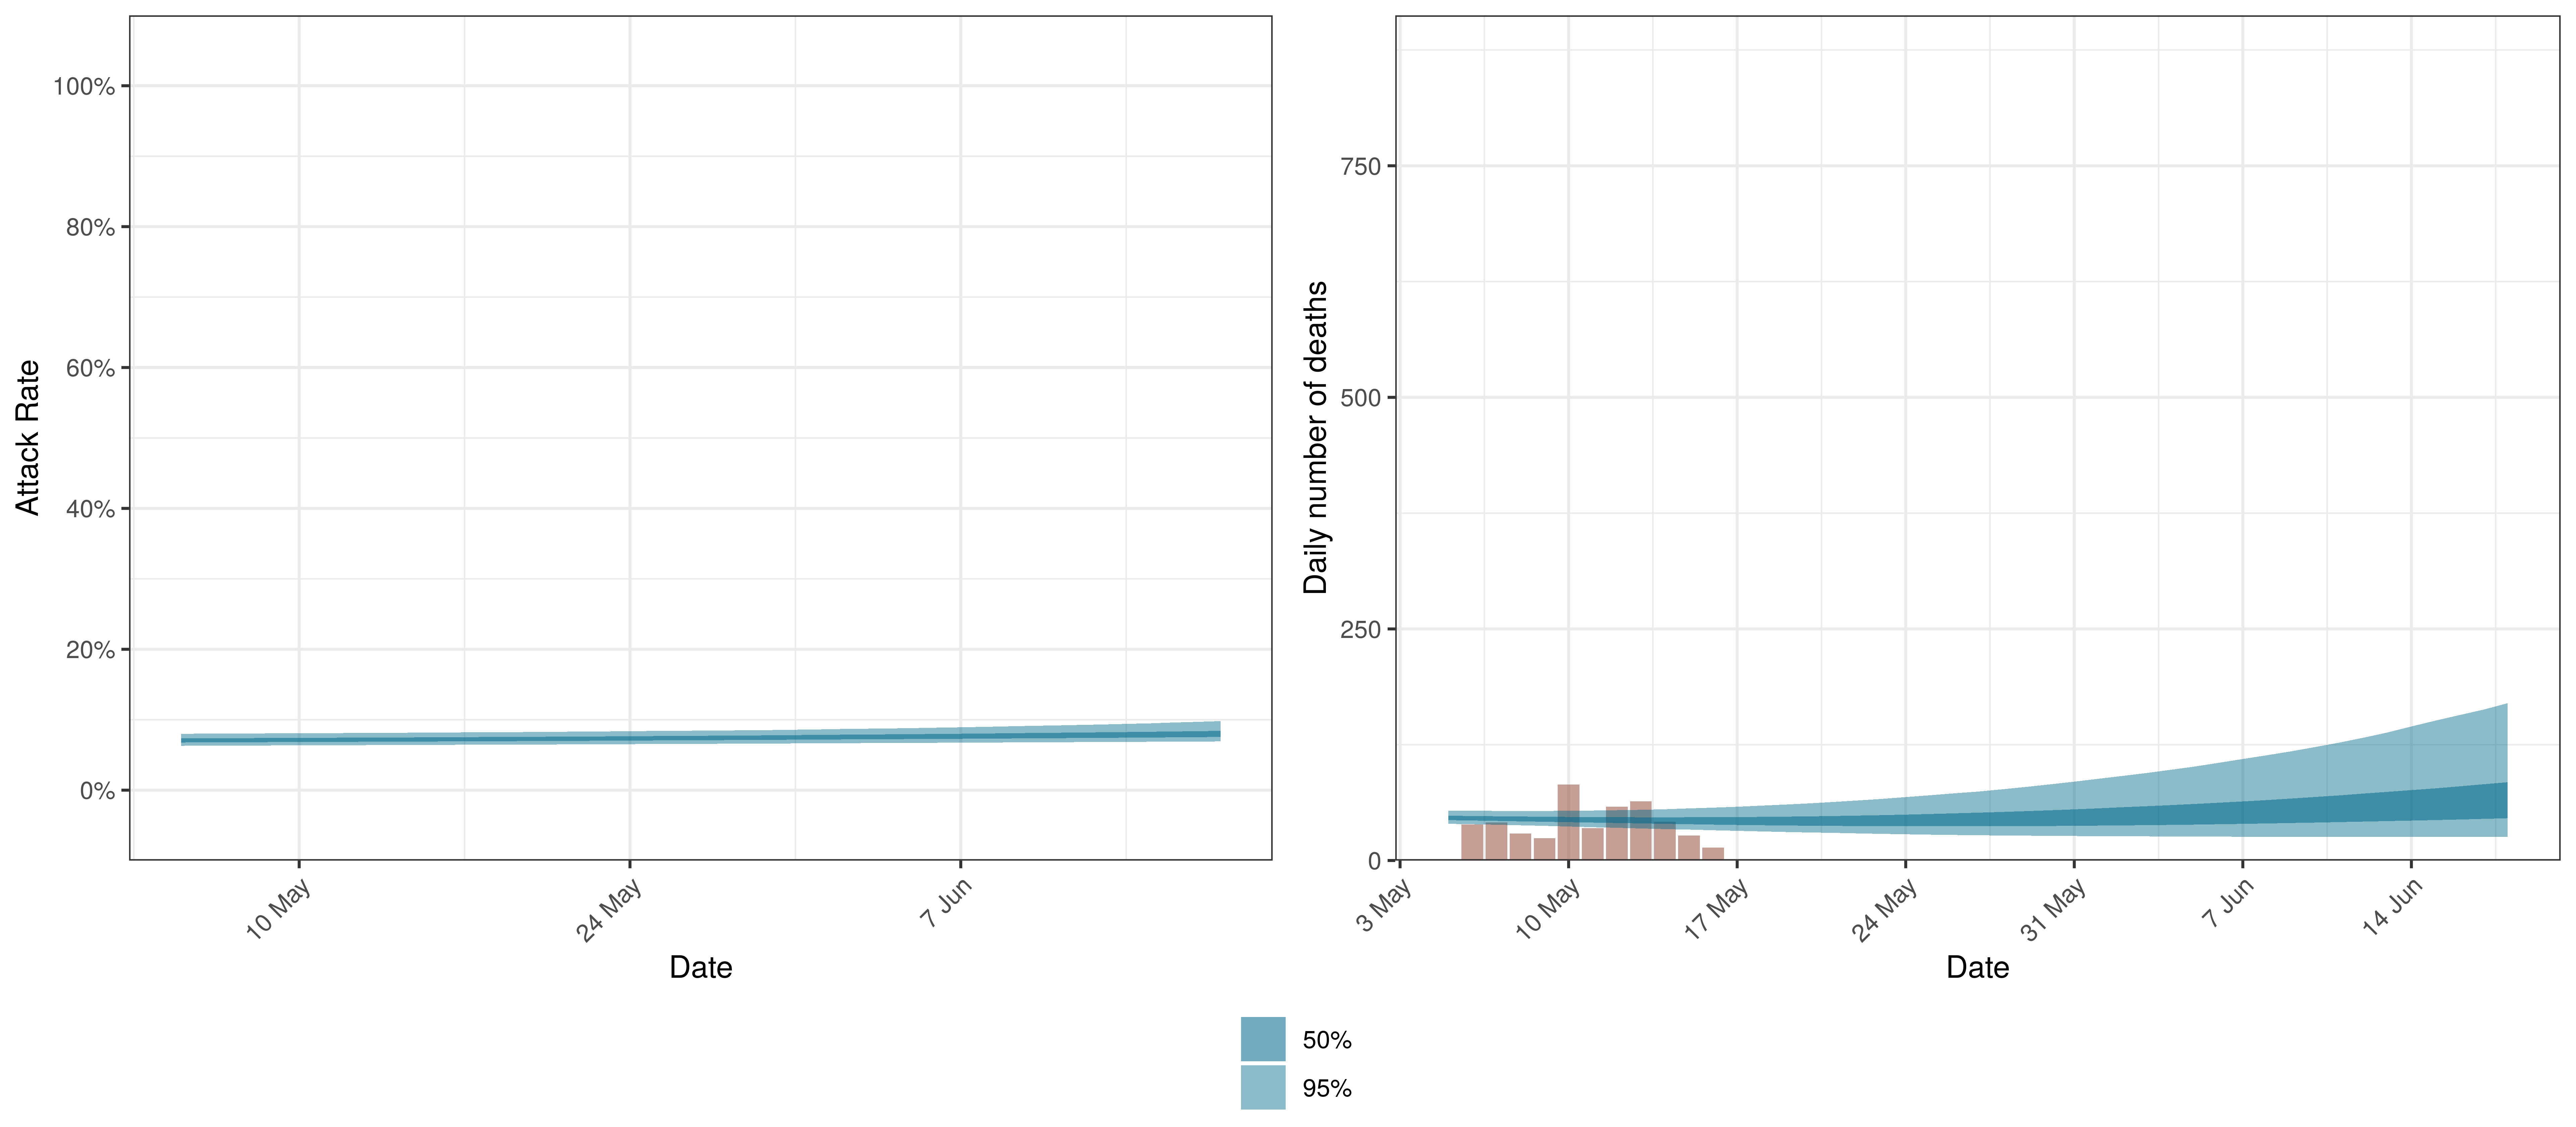 100%
80%
60%
40%
20%
0%
Attack Rate
10 May
24 May
7 Jun
Date
750
500
250
0
Daily number of deaths
3 May
10 May
17 May
24 May
31 May
7 Jun
14 Jun
Date
50%
95%